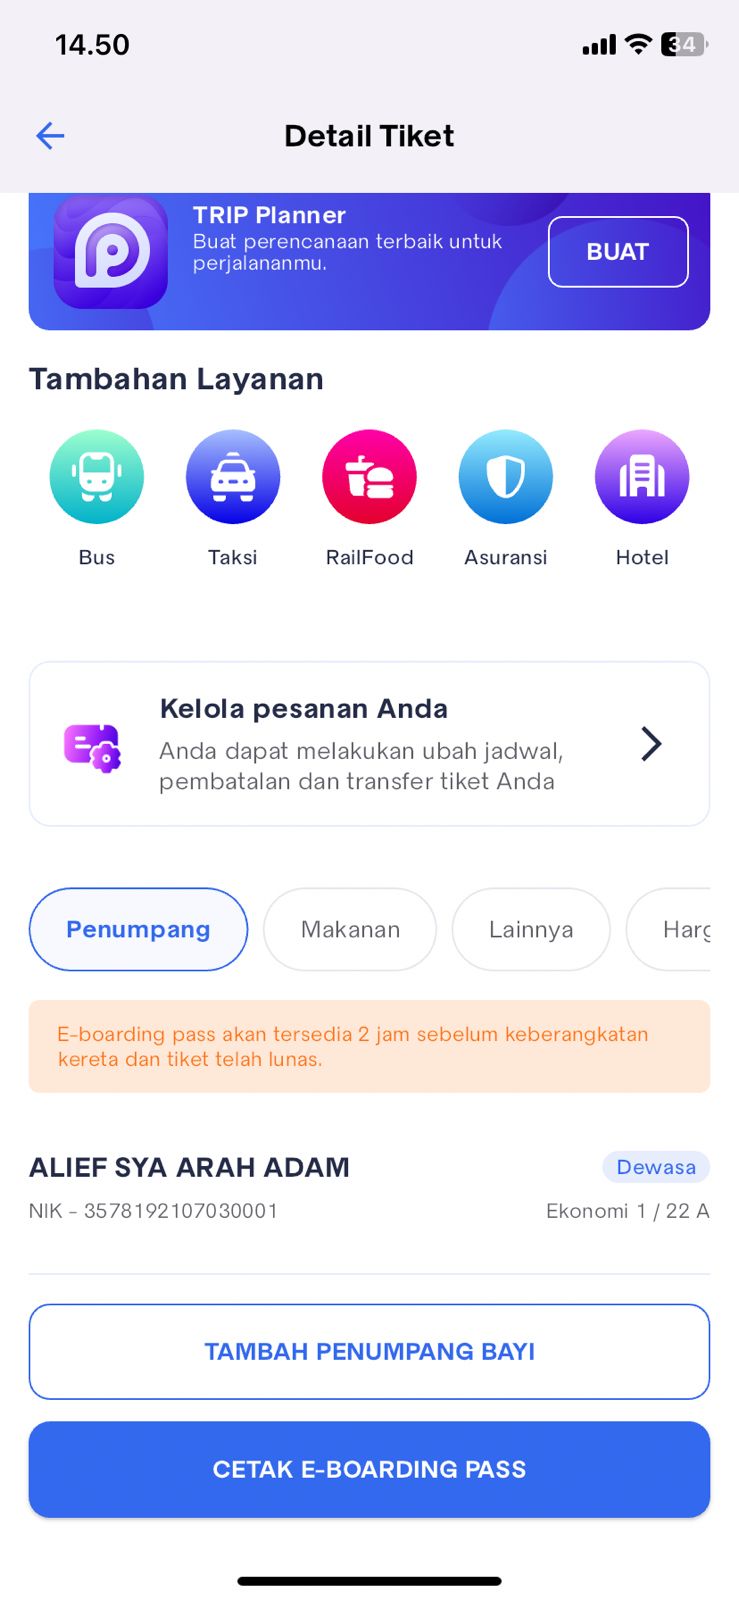 14.50
34
Detail Tiket
TRIP Planner
Buat perencanaan terbaik untuk
perjalananmu.
BUAT
Tambahan Layanan
Bus Taksi RailFood Asuransi Hotel
Kelola pesanan Anda
Anda dapat melakukan ubah jadwal,
pembatalan dan transfer tiket Anda
Penumpang Makanan Lainnya
E-boarding pass akan tersedia 2 jam sebelum keberangkatan
kereta dan tiket telah lunas.
ALIEF SYA ARAH ADAM Dewasa
NIK - 3578192107030001 Ekonomi 1 / 22 A
TAMBAH PENUMPANG BAYI
CETAK E-BOARDING PASS